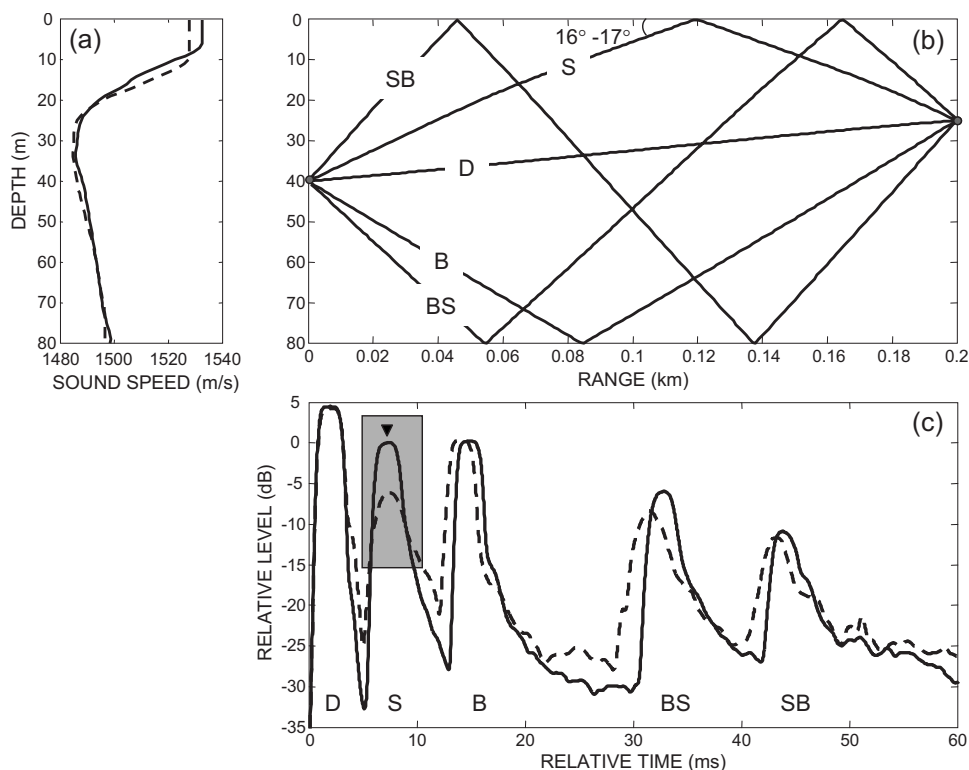 (a)
0
10
20
30
40
50
60
70
80
DEPTH (m)
1480
1500
1520
1540
SOUND SPEED (m/s)
(b)
16° -17°
S
SB
D
B
BS
0
10
20
30
40
50
60
70
80
0
0.02
0.04
0.06
0.08
0.1
0.12
0.14
0.16
0.18
0.2
RANGE (km)
(c)
5
0
-5
-10
-15
-20
-25
-30
-35
RELATIVE LEVEL (dB)
D
S
B
BS
SB
0
10
20
30
40
50
60
RELATIVE TIME (ms)